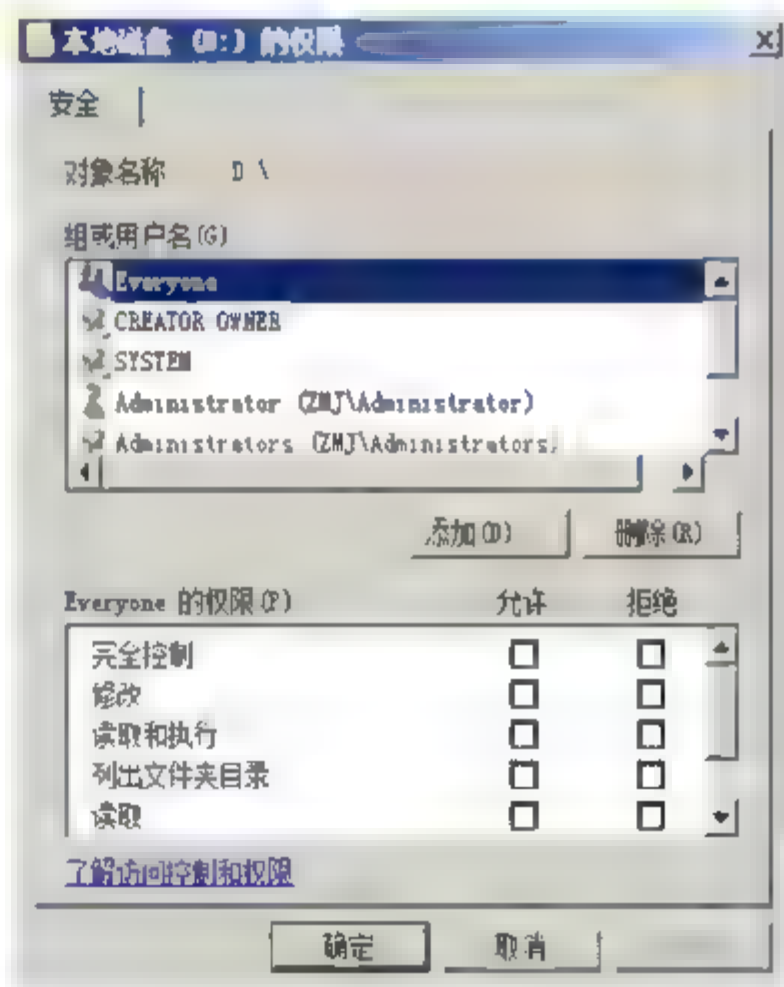 本地磁盘 (D:) 的权限
安全
对象名称 D \
组或用户名(G)
Everyone
CREATOR OWNER
SYSTEM
Administrator (ZMJ\Administrator)
Administrators (ZMJ\Administrators)
添加(D) 删除(R)
Everyone 的权限(P) 允许 拒绝
完全控制
修改
读取和执行
列出文件夹目录
读取
了解访问控制和权限
确定 取消